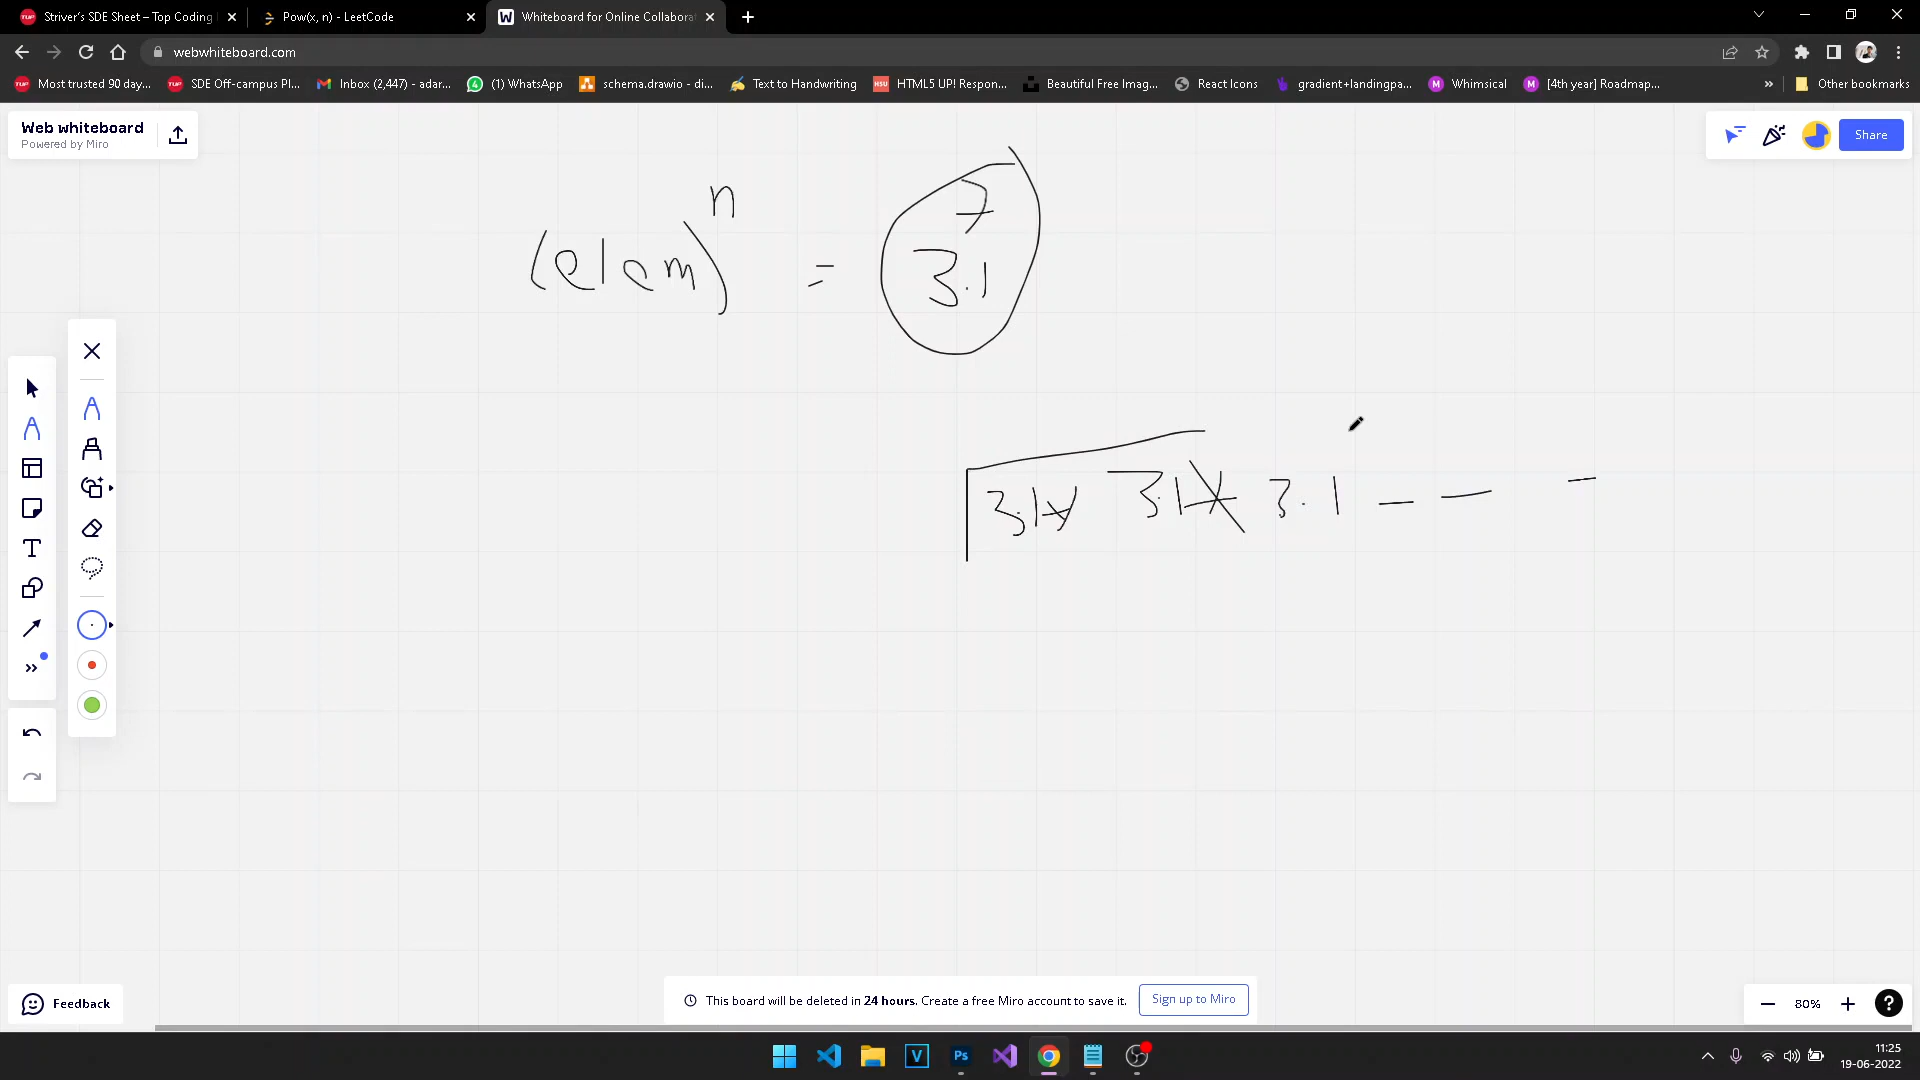 Striver's SDE Sheet – Top Coding
Pow(x, n) - LeetCode
Whiteboard for Online Collabora
webwhiteboard.com
Most trusted 90 day...
SDE Off-campus Pl...
Inbox (2,447) - adar...
(1) WhatsApp
schema.drawio - di...
Text to Handwriting
HTML5 UP! Respon...
Beautiful Free Imag...
React Icons
gradient+landingpa...
Whimsical
[4th year] Roadmap...
Other bookmarks
Web whiteboard
Powered by Miro
Share
(elem)^n = 3.1^7
3.1 x 3.1 x 3.1 — — —
Feedback
This board will be deleted in 24 hours. Create a free Miro account to save it.
Sign up to Miro
80%
11:25
19-06-2022